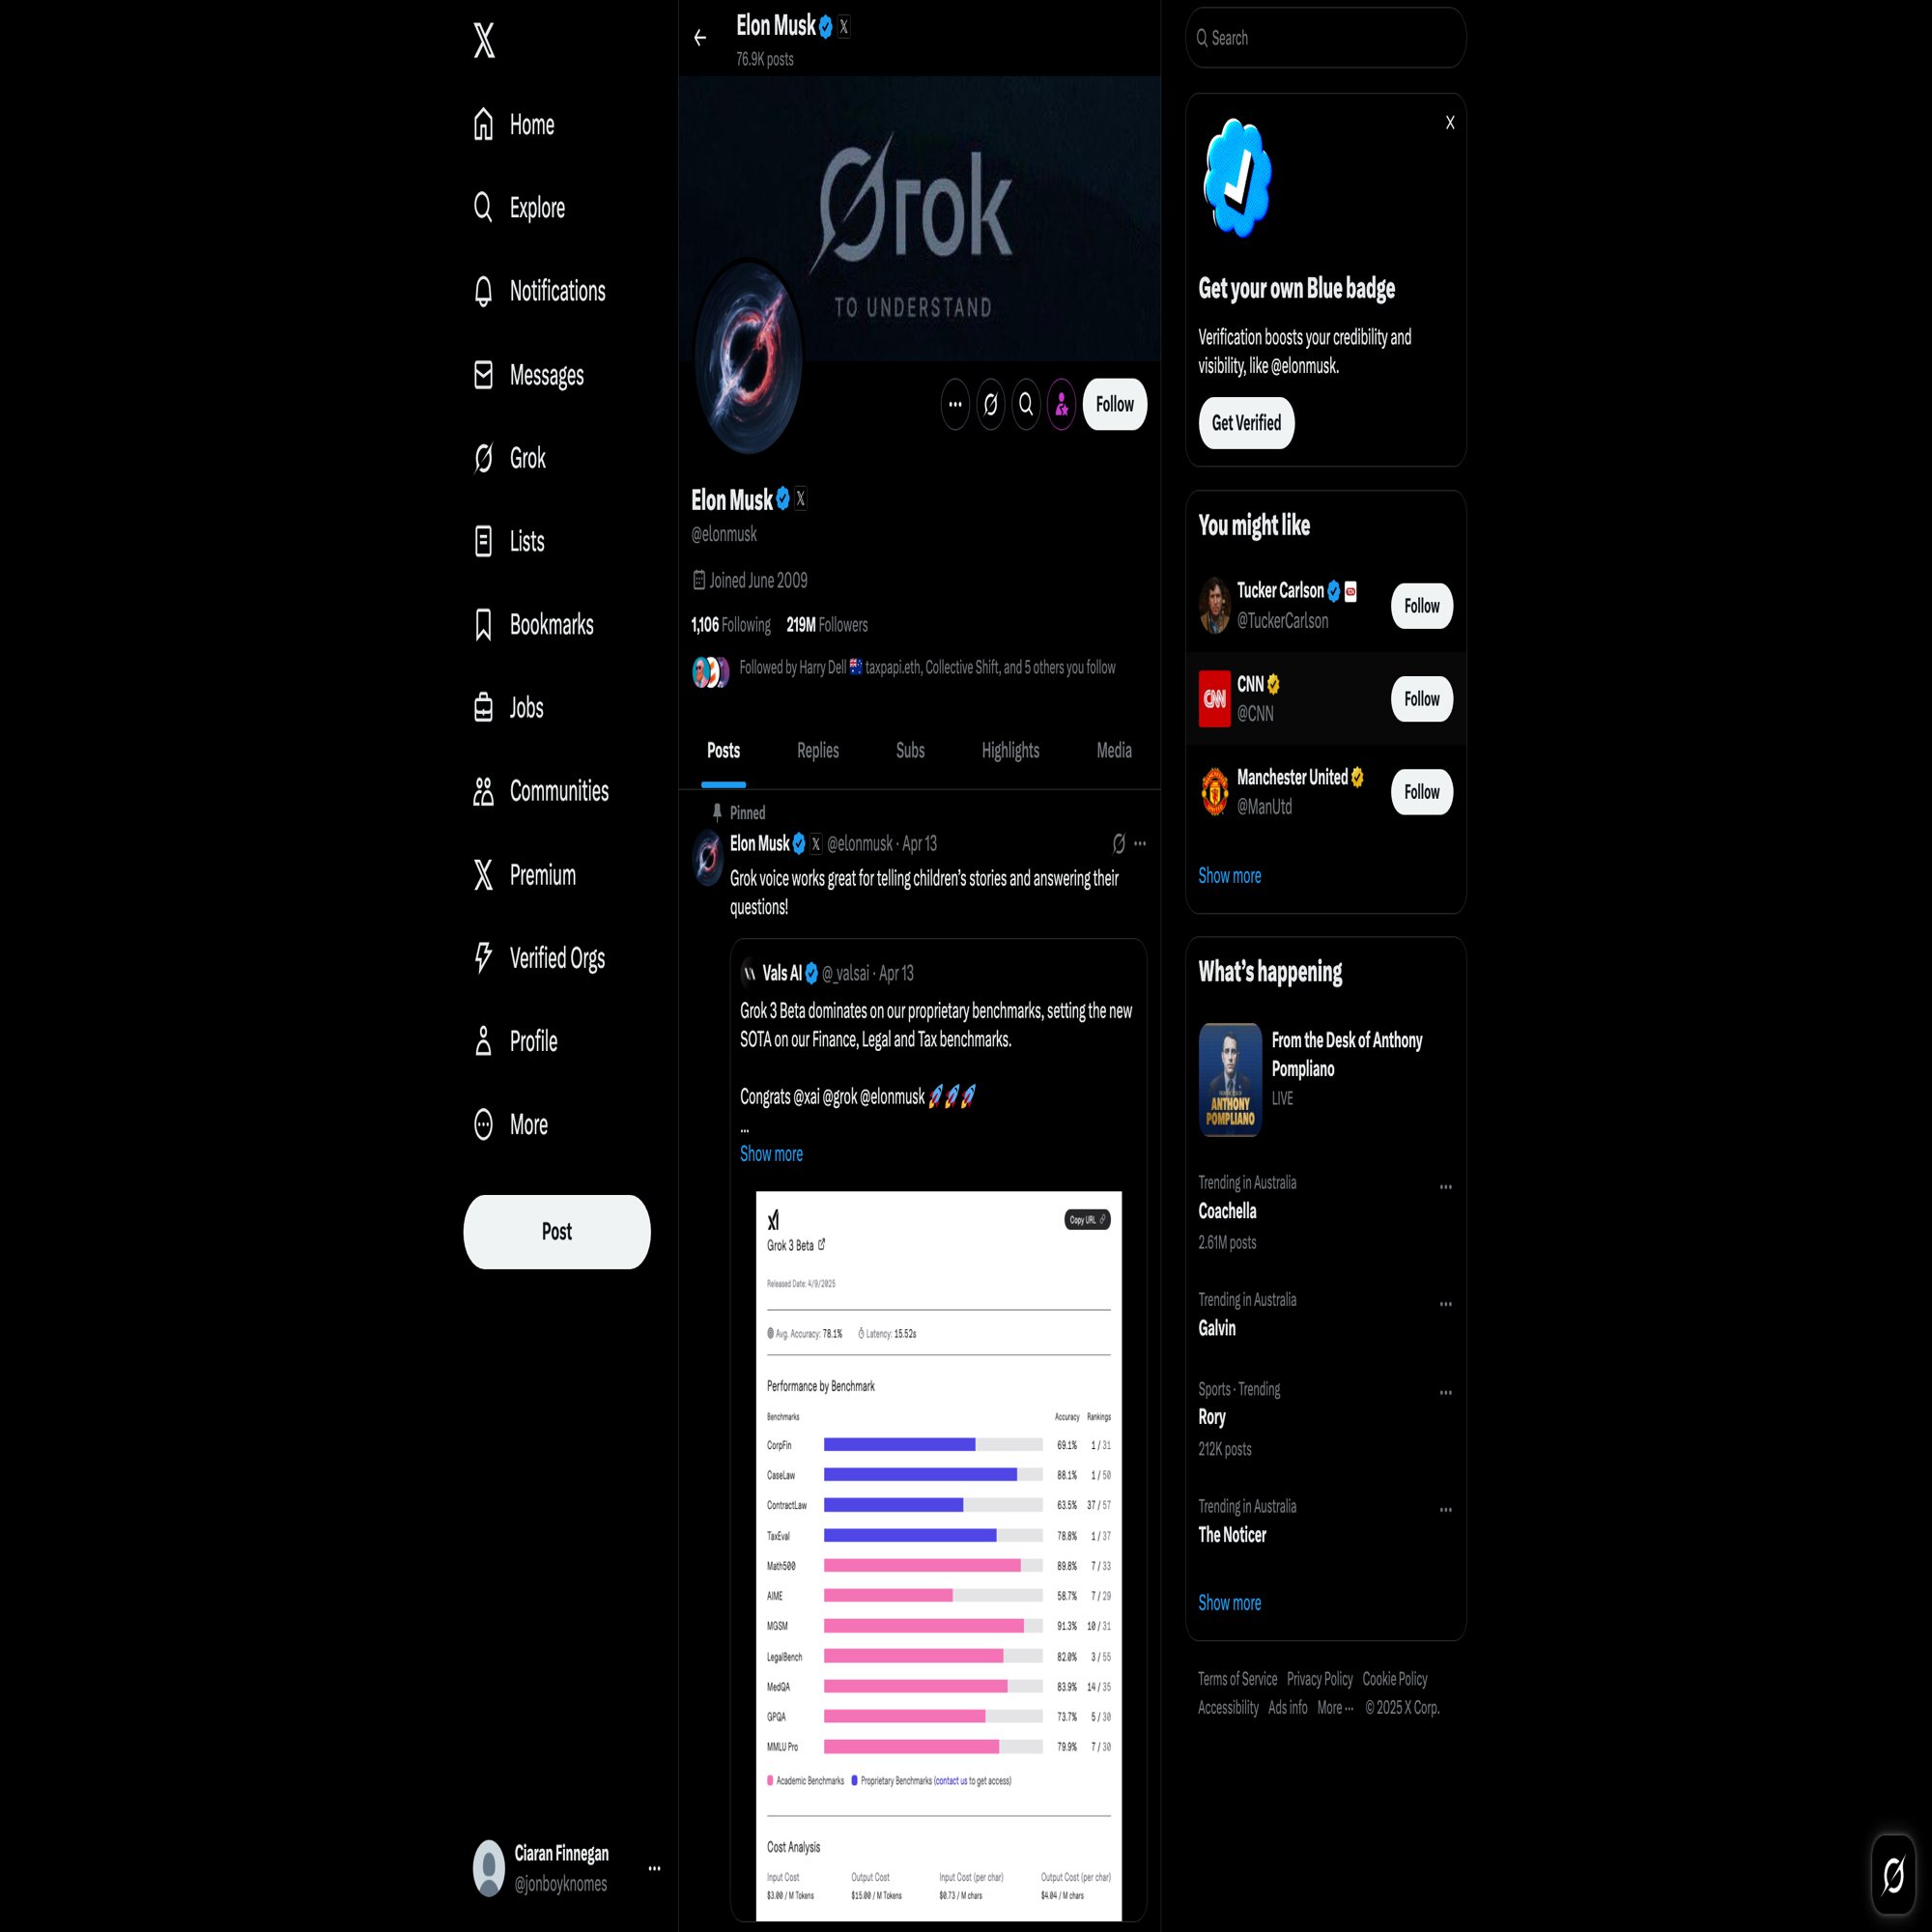 Home
Explore
Notifications
Messages
Grok
Lists
Bookmarks
Jobs
Communities
Premium
Verified Orgs
Profile
More
Post
Ciaran Finnegan
@jonboyknomes
Elon Musk
76.9K posts
Grok
TO UNDERSTAND
Follow
Elon Musk
@elonmusk
Joined June 2009
1,106 Following 219M Followers
Followed by Harry Dell 🇦🇺 taxpapi.eth, Collective Shift, and 5 others you follow
Posts Replies Subs Highlights Media
Pinned
Elon Musk @elonmusk · Apr 13
Grok voice works great for telling children’s stories and answering their
questions!
Vals AI @_valsai · Apr 13
Grok 3 Beta dominates on our proprietary benchmarks, setting the new
SOTA on our Finance, Legal and Tax benchmarks.
Congrats @xai @grok @elonmusk 🚀🚀🚀
...
Show more
Copy URL
Grok 3 Beta
Released Date: 4/9/2025
Avg. Accuracy: 78.1% Latency: 15.52s
Performance by Benchmark
Benchmarks Accuracy Rankings
CorpFin 69.1% 1 / 31
CaseLaw 88.1% 1 / 50
ContractLaw 63.5% 37 / 57
TaxEval 78.8% 1 / 37
Math500 89.8% 7 / 33
AIME 58.7% 7 / 29
MGSM 91.3% 10 / 31
LegalBench 82.0% 3 / 55
MedQA 83.9% 14 / 35
GPQA 73.7% 5 / 30
MMLU Pro 79.9% 7 / 30
Academic Benchmarks Proprietary Benchmarks (contact us to get access)
Cost Analysis
Input Cost Output Cost Input Cost (per char) Output Cost (per char)
$3.00 / M Tokens $15.00 / M Tokens $0.73 / M chars $4.04 / M chars
Search
X
Get your own Blue badge
Verification boosts your credibility and
visibility, like @elonmusk.
Get Verified
You might like
Tucker Carlson
@TuckerCarlson
Follow
CNN
CNN
@CNN
Follow
Manchester United
@ManUtd
Follow
Show more
What’s happening
ANTHONY
POMPLIANO
From the Desk of Anthony
Pompliano
LIVE
Trending in Australia
Coachella
2.61M posts
Trending in Australia
Galvin
Sports · Trending
Rory
212K posts
Trending in Australia
The Noticer
Show more
Terms of Service Privacy Policy Cookie Policy
Accessibility Ads info More ··· © 2025 X Corp.